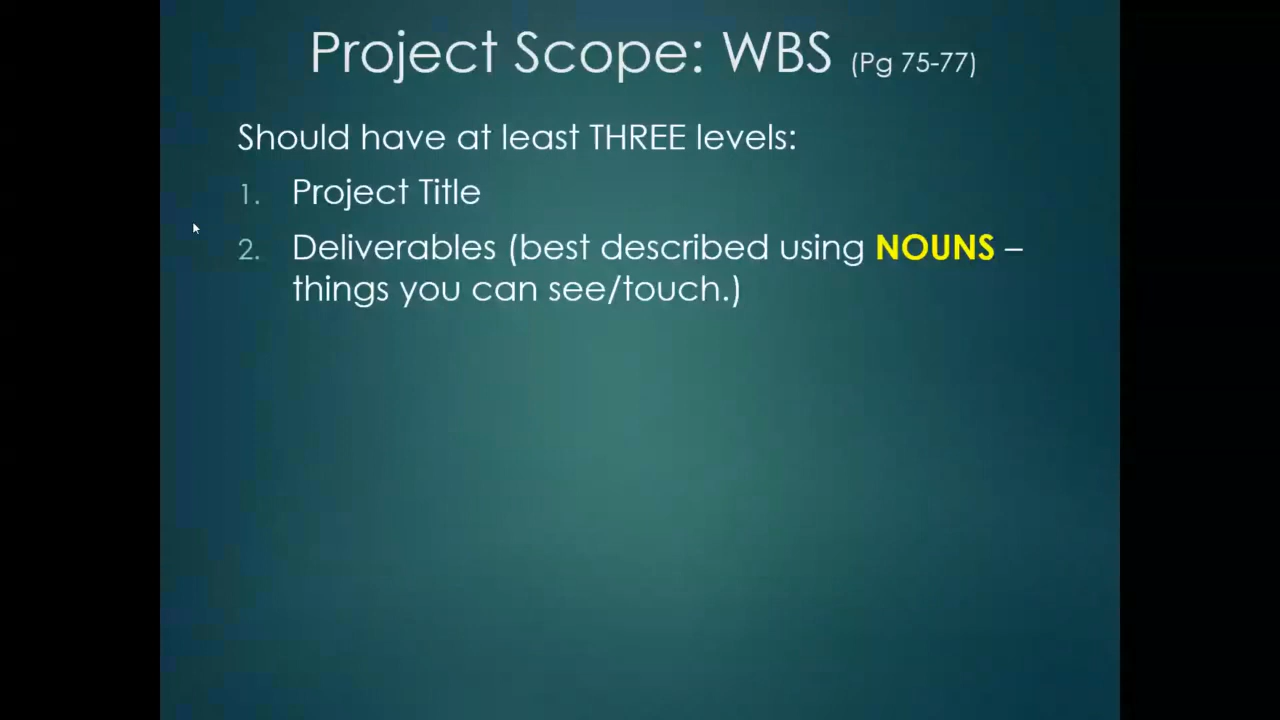 Project Scope: WBS (Pg 75-77)
Should have at least THREE levels:
1. Project Title
2. Deliverables (best described using NOUNS –
things you can see/touch.)